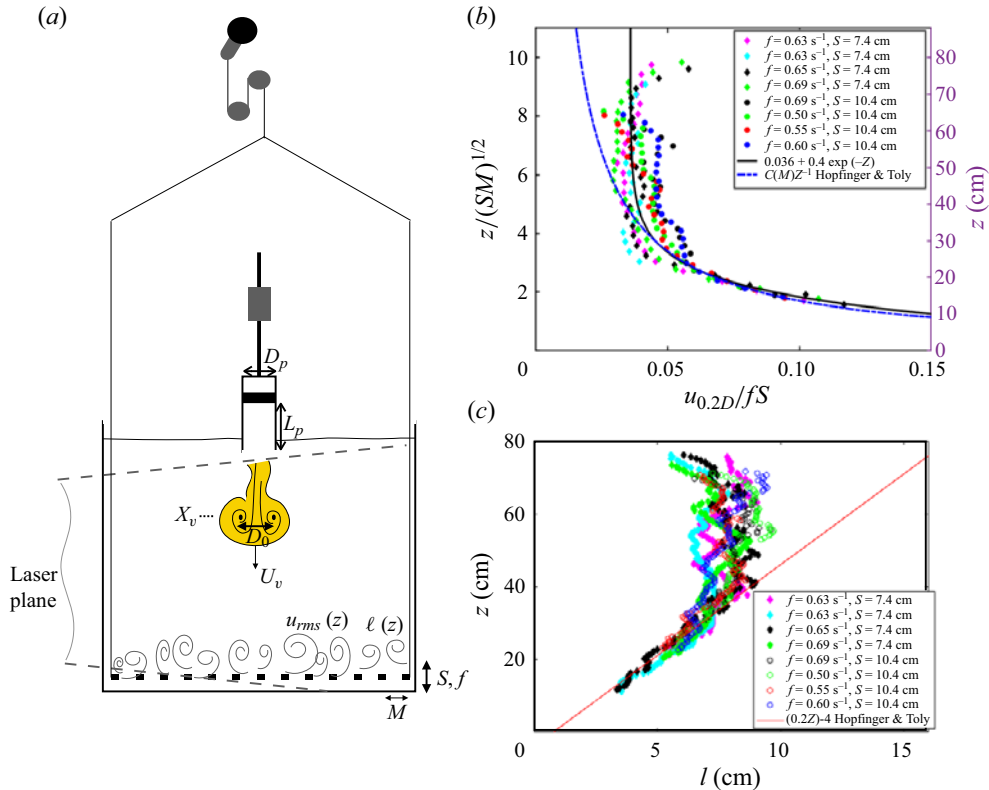 (a)
D_p
L_p
X_v
D_0
U_v
Laser
plane
u_rms (z)
ℓ (z)
S, f
M
(b)
10
8
6
4
2
z/(SM)^1/2
0
0.05
0.10
0.15
u_0.2D/fS
80
70
60
50
40
30
20
10
0
z (cm)
f = 0.63 s⁻¹, S = 7.4 cm
f = 0.63 s⁻¹, S = 7.4 cm
f = 0.65 s⁻¹, S = 7.4 cm
f = 0.69 s⁻¹, S = 7.4 cm
f = 0.69 s⁻¹, S = 10.4 cm
f = 0.50 s⁻¹, S = 10.4 cm
f = 0.55 s⁻¹, S = 10.4 cm
f = 0.60 s⁻¹, S = 10.4 cm
0.036 + 0.4 exp (–Z)
C(M)Z⁻¹ Hopfinger & Toly
(c)
80
60
40
20
z (cm)
0
5
10
15
l (cm)
f = 0.63 s⁻¹, S = 7.4 cm
f = 0.63 s⁻¹, S = 7.4 cm
f = 0.65 s⁻¹, S = 7.4 cm
f = 0.69 s⁻¹, S = 7.4 cm
f = 0.69 s⁻¹, S = 10.4 cm
f = 0.50 s⁻¹, S = 10.4 cm
f = 0.55 s⁻¹, S = 10.4 cm
f = 0.60 s⁻¹, S = 10.4 cm
(0.2Z)-4 Hopfinger & Toly